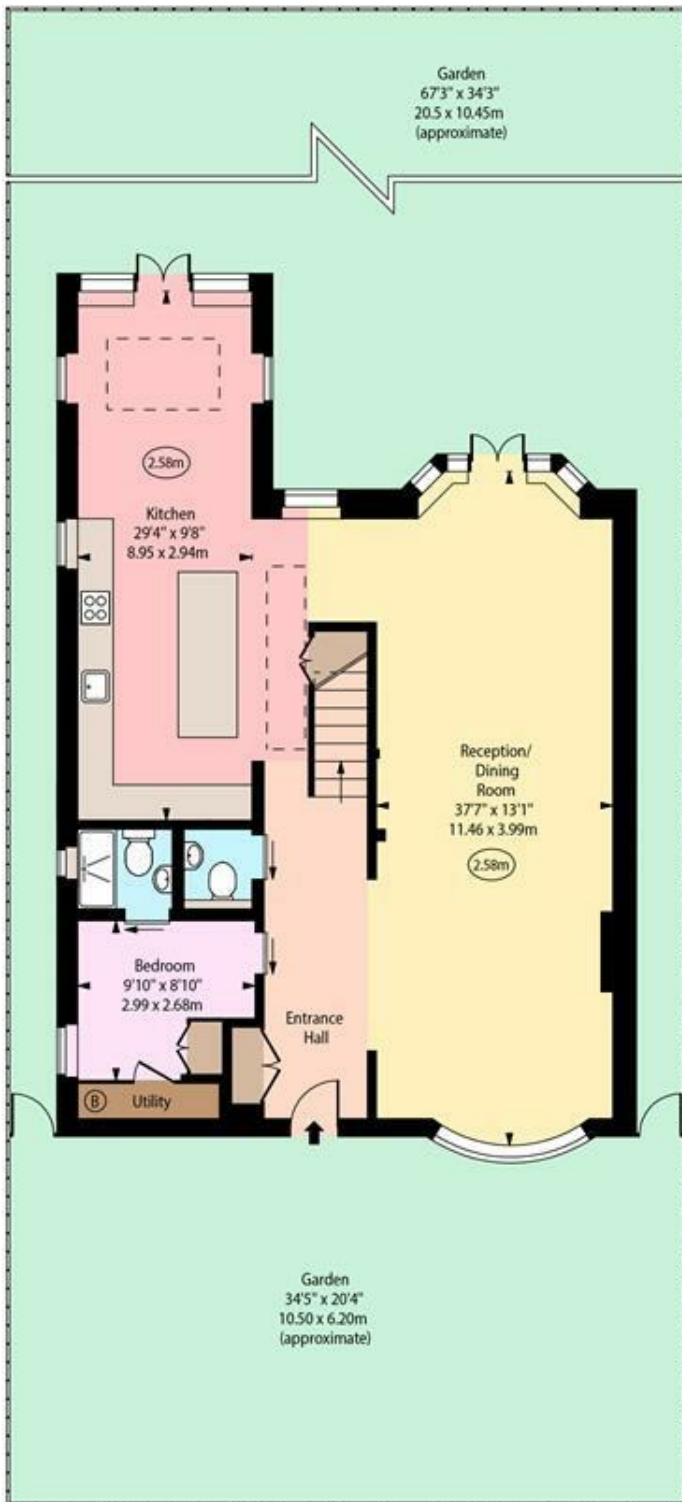 Garden
67'3" x 34'3"
20.5 x 10.45m
(approximate)
2.58m
Kitchen
29'4" x 9'8"
8.95 x 2.94m
Reception/
Dining
Room
37'7" x 13'1"
11.46 x 3.99m
2.58m
Bedroom
9'10" x 8'10"
2.99 x 2.68m
Entrance
Hall
B Utility
Garden
34'5" x 20'4"
10.50 x 6.20m
(approximate)